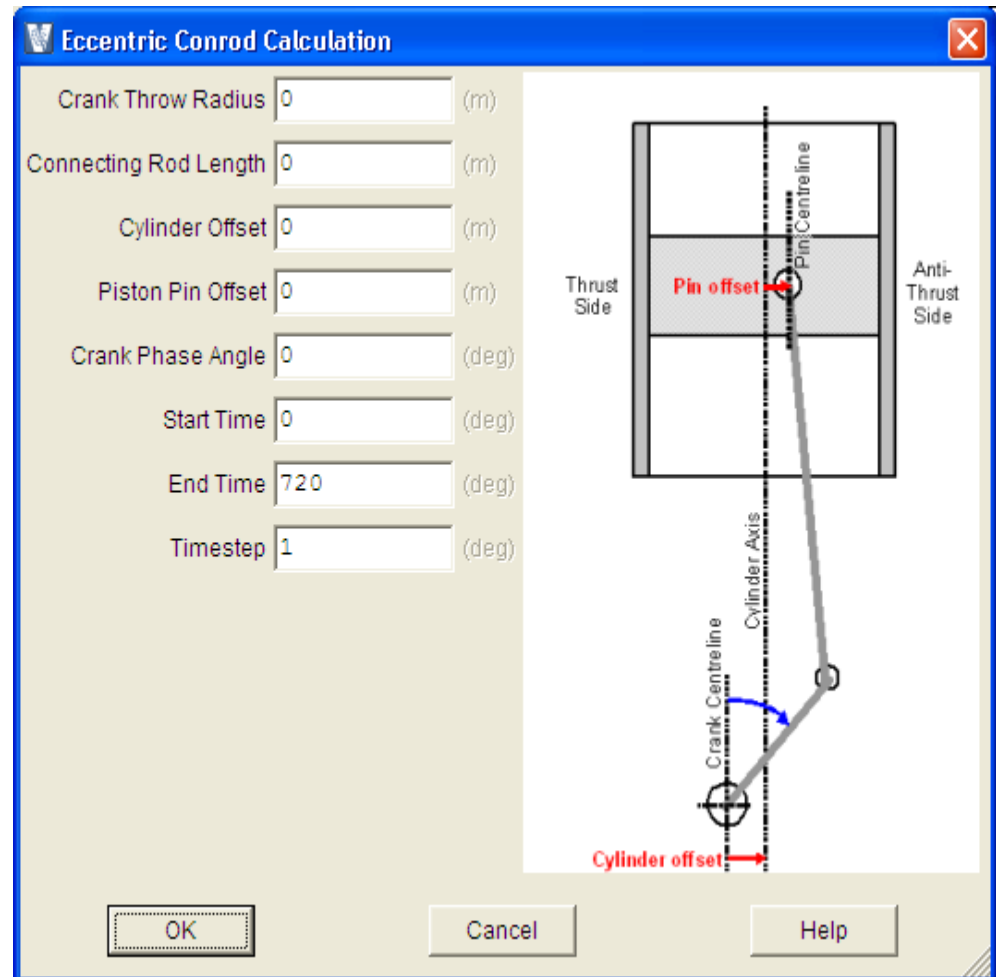 Eccentric Conrod Calculation
Crank Throw Radius 0 (m)
Connecting Rod Length 0 (m)
Cylinder Offset 0 (m)
Piston Pin Offset 0 (m)
Crank Phase Angle 0 (deg)
Start Time 0 (deg)
End Time 720 (deg)
Timestep 1 (deg)
Pin Centreline
Thrust
Side
Pin offset
Anti-
Thrust
Side
Cylinder Axis
Crank Centreline
Cylinder offset
OK
Cancel
Help